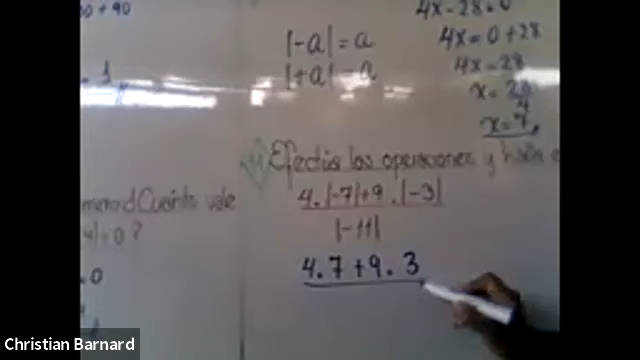 4x-28=0
|-a| = a
4x = 0+28
|+a| = a
4x = 28
x = 28
4
x = 7
Efectúa las operaciones y halla
4.|-7|+9.|-3|
|-11|
4.7+9.3
Cuánto vale
Christian Barnard